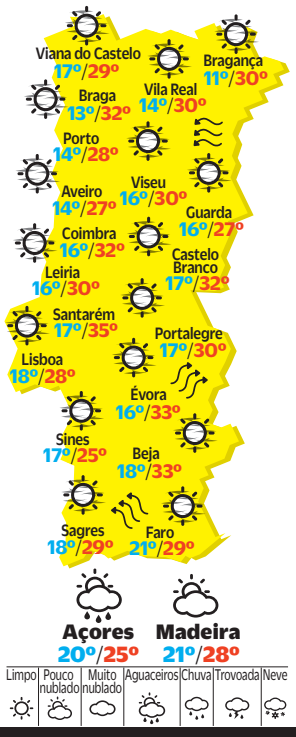 Viana do Castelo
17º/29º
Bragança
11º/30º
Braga
13º/32º
Vila Real
14º/30º
Porto
14º/28º
Viseu
16º/30º
Aveiro
14º/27º
Guarda
16º/27º
Coimbra
16º/32º
Castelo
Branco
17º/32º
Leiria
16º/30º
Santarém
17º/35º
Portalegre
17º/30º
Lisboa
18º/28º
Évora
16º/33º
Sines
17º/25º
Beja
18º/33º
Sagres
18º/29º
Faro
21º/29º
Açores
20º/25º
Madeira
21º/28º
Limpo
Pouco
nublado
Muito
nublado
Aguaceiros
Chuva
Trovoada
Neve